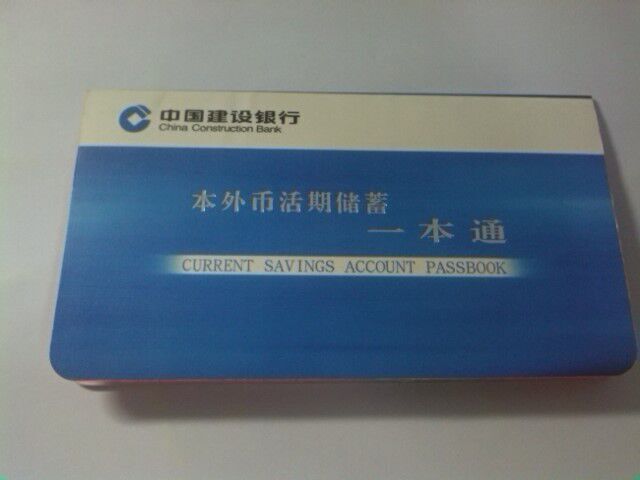 中国建设银行
China Construction Bank
本外币活期储蓄
一本通
CURRENT SAVINGS ACCOUNT PASSBOOK